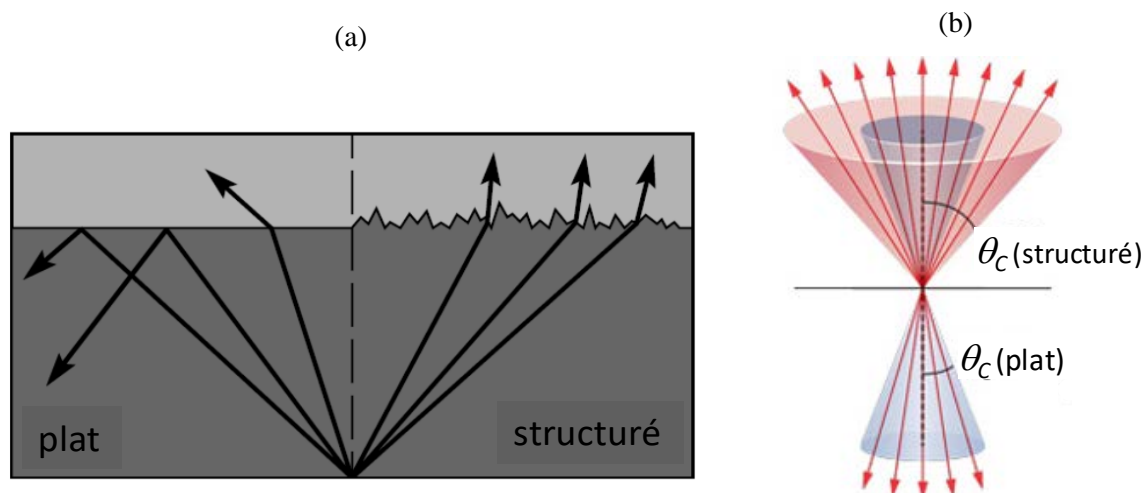 (a)
(b)
θC (structuré)
θC (plat)
plat
structuré